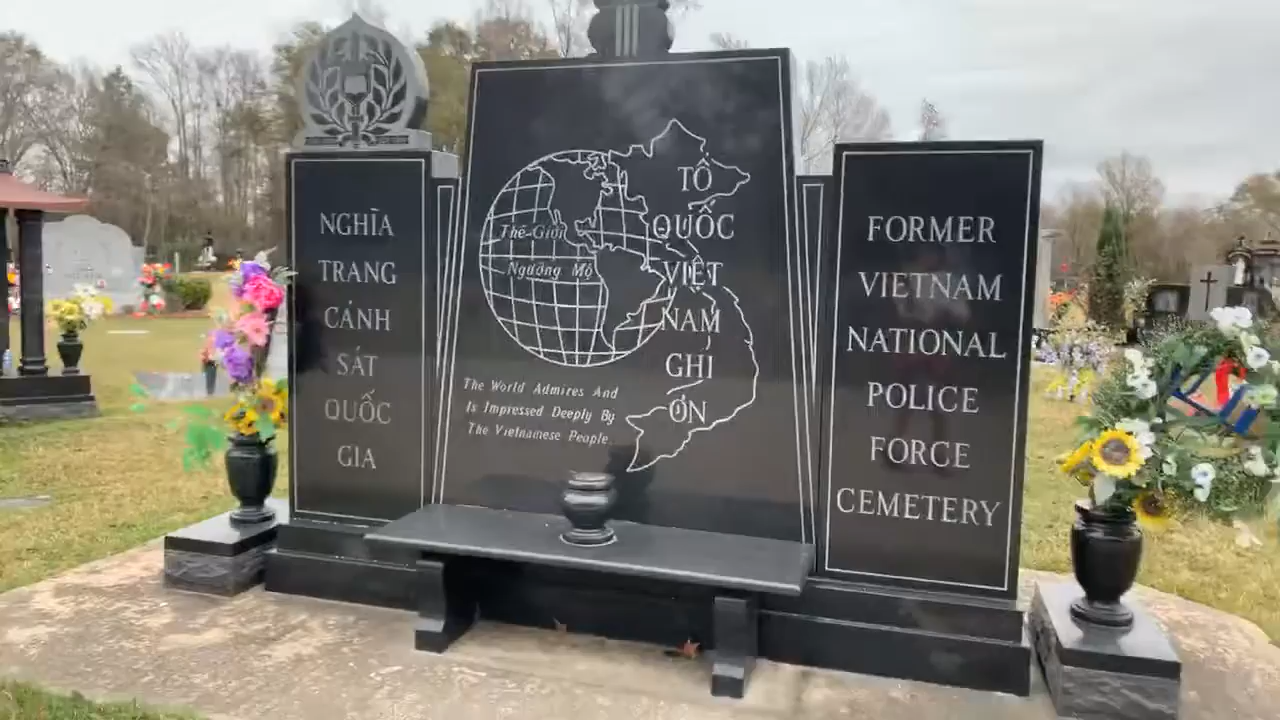 NGHĨA
TRANG
CẢNH
SÁT
QUỐC
GIA
Thế Giới
Ngưỡng Mộ
The World Admires And
Is Impressed Deeply By
The Vietnamese People
TỔ
QUỐC
VIỆT
NAM
GHI
ƠN
FORMER
VIETNAM
NATIONAL
POLICE
FORCE
CEMETERY